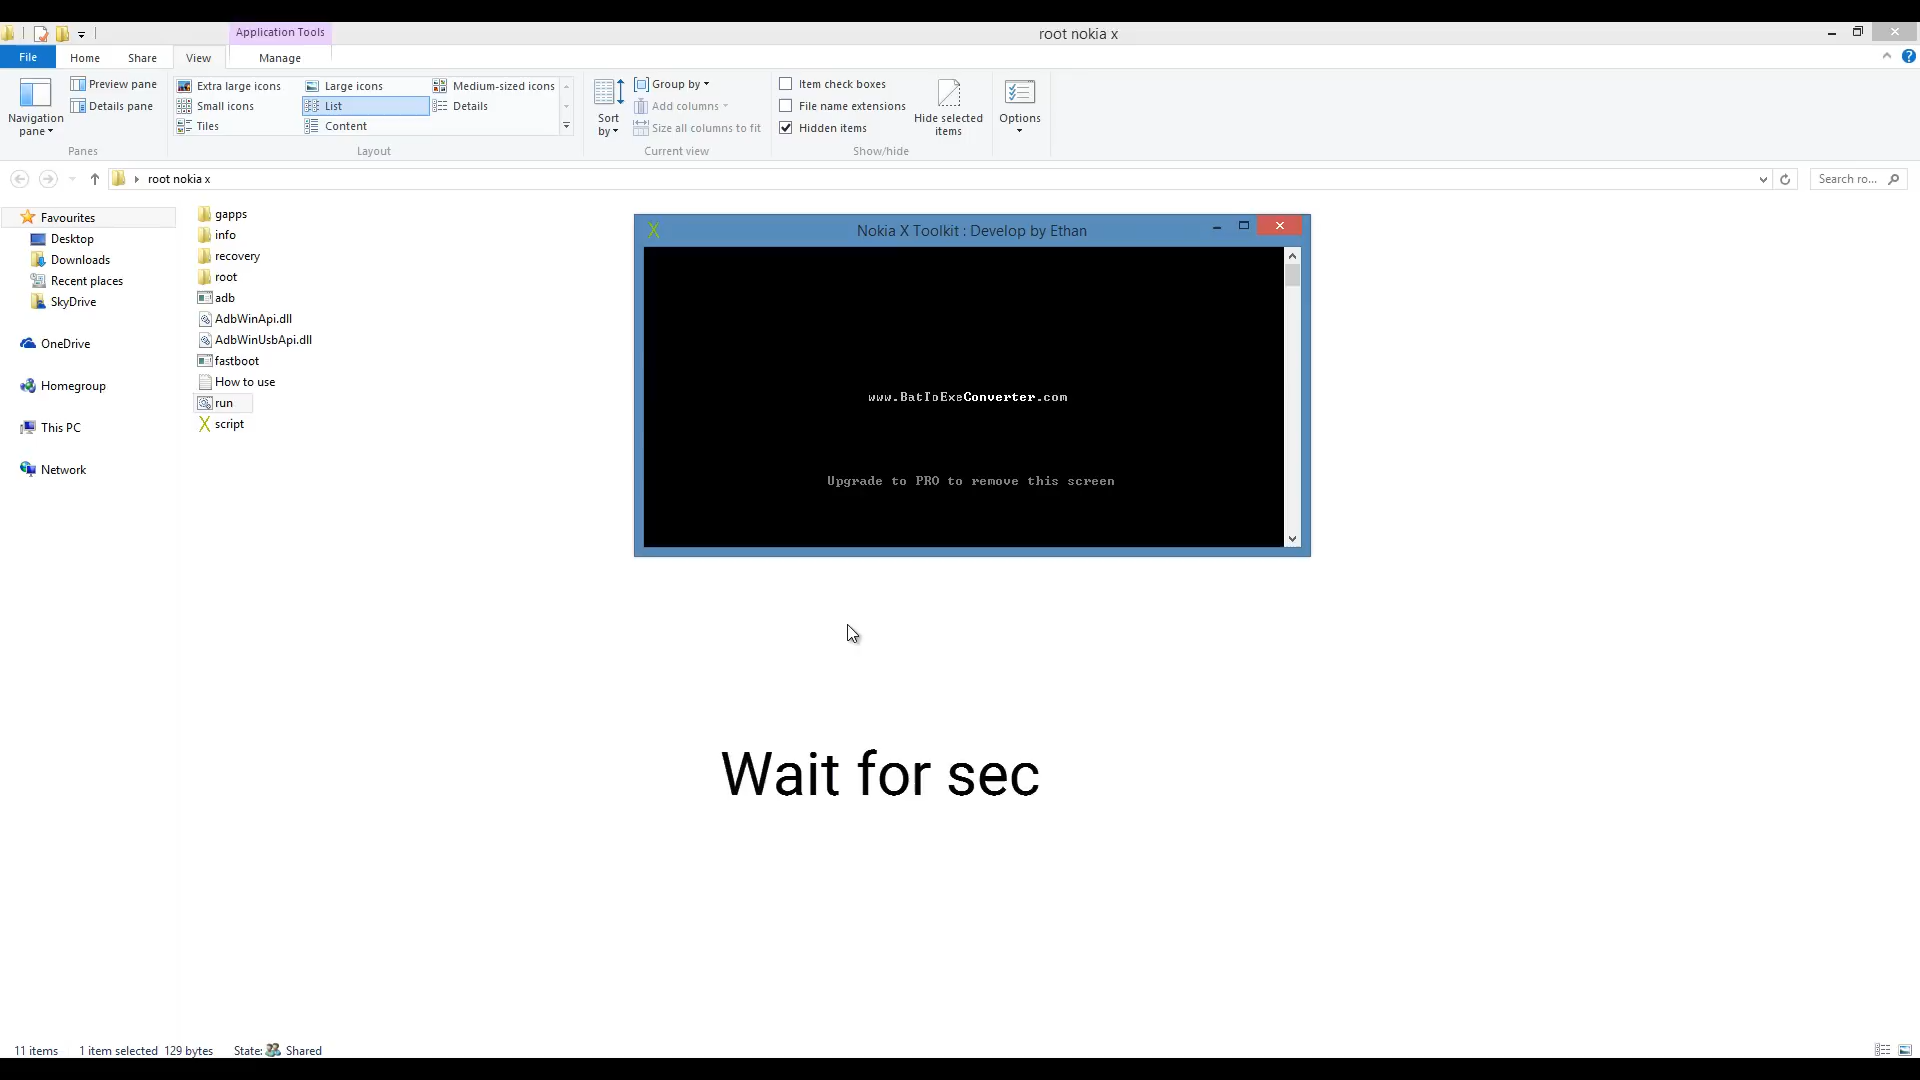 Application Tools
root nokia x
File
Home
Share
View
Manage
Navigation pane
Preview pane
Details pane
Panes
Extra large icons
Large icons
Medium-sized icons
Small icons
List
Details
Tiles
Content
Layout
Sort by
Group by
Add columns
Size all columns to fit
Current view
Item check boxes
File name extensions
Hidden items
Hide selected items
Show/hide
Options
root nokia x
Search ro...
Favourites
Desktop
Downloads
Recent places
SkyDrive
OneDrive
Homegroup
This PC
Network
gapps
info
recovery
root
adb
AdbWinApi.dll
AdbWinUsbApi.dll
fastboot
How to use
run
script
Nokia X Toolkit : Develop by Ethan
www.BatToExeConverter.com
Upgrade to PRO to remove this screen
Wait for sec
11 items
1 item selected 129 bytes
State: Shared